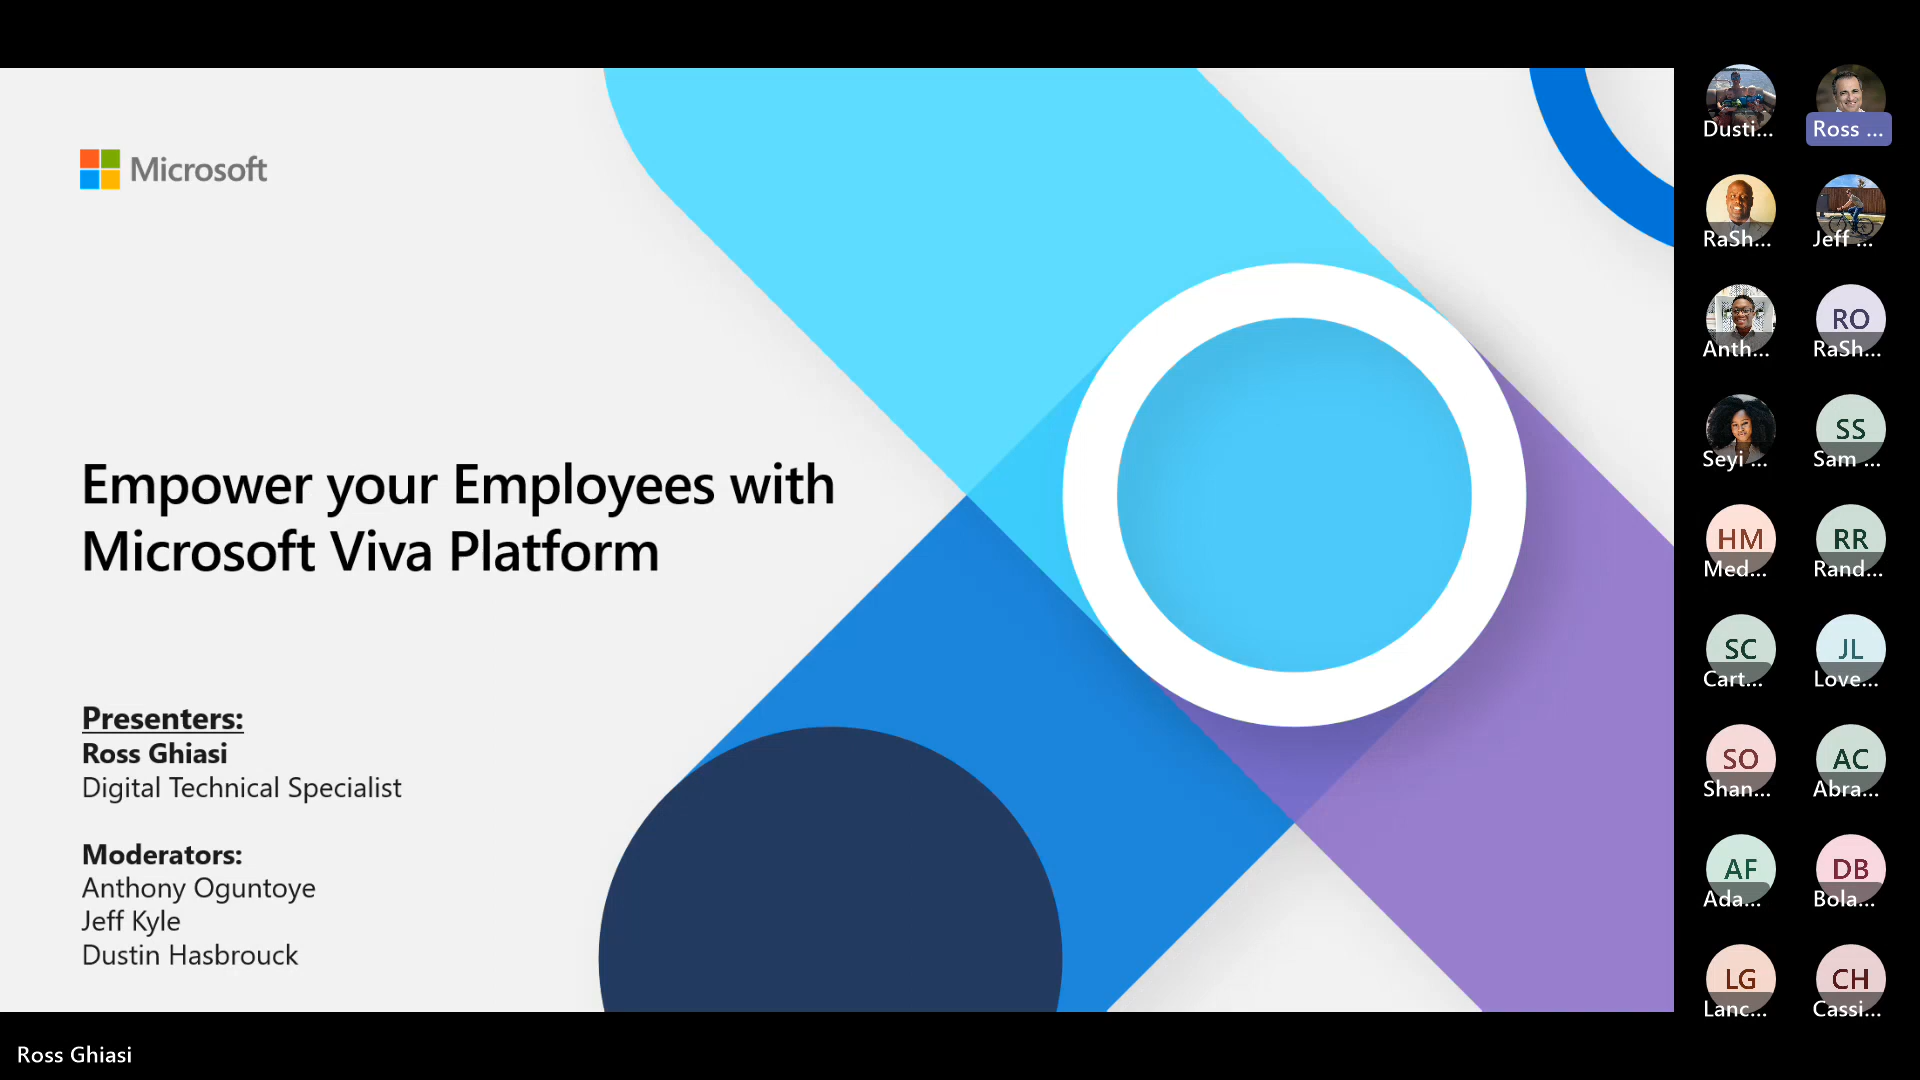 Microsoft
Empower your Employees with
Microsoft Viva Platform
Presenters:
Ross Ghiasi
Digital Technical Specialist
Moderators:
Anthony Oguntoye
Jeff Kyle
Dustin Hasbrouck
Dusti...
Ross ...
RaSh...
Jeff ...
Anth...
RO
RaSh...
Seyi ...
SS
Sam ...
HM
Med...
RR
Rand...
SC
Cart...
JL
Love...
SO
Shan...
AC
Abra...
AF
Ada...
DB
Bola...
LG
Lanc...
CH
Cassi...
Ross Ghiasi